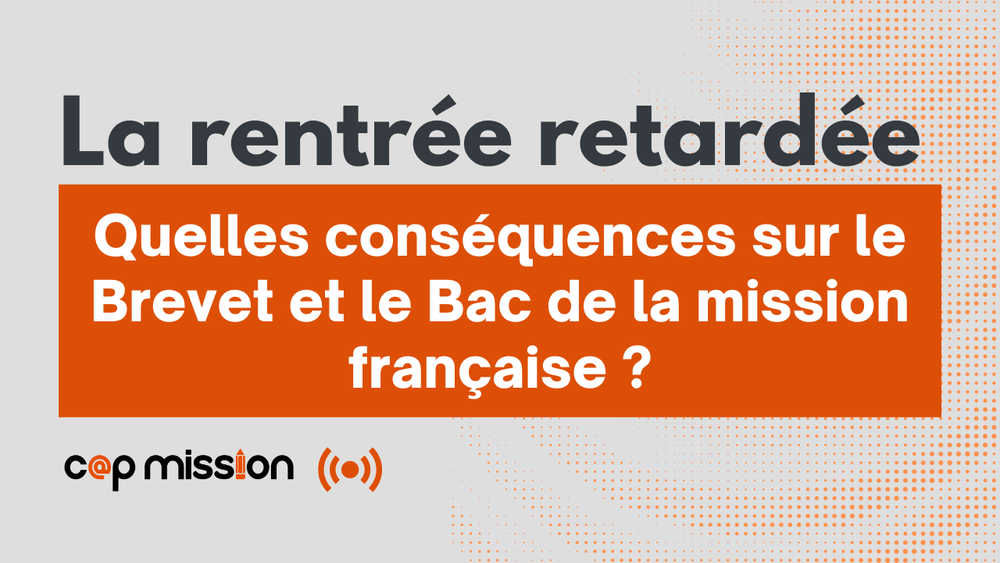 La rentrée retardée
Quelles conséquences sur le
Brevet et le Bac de la mission
française ?
c@p mission